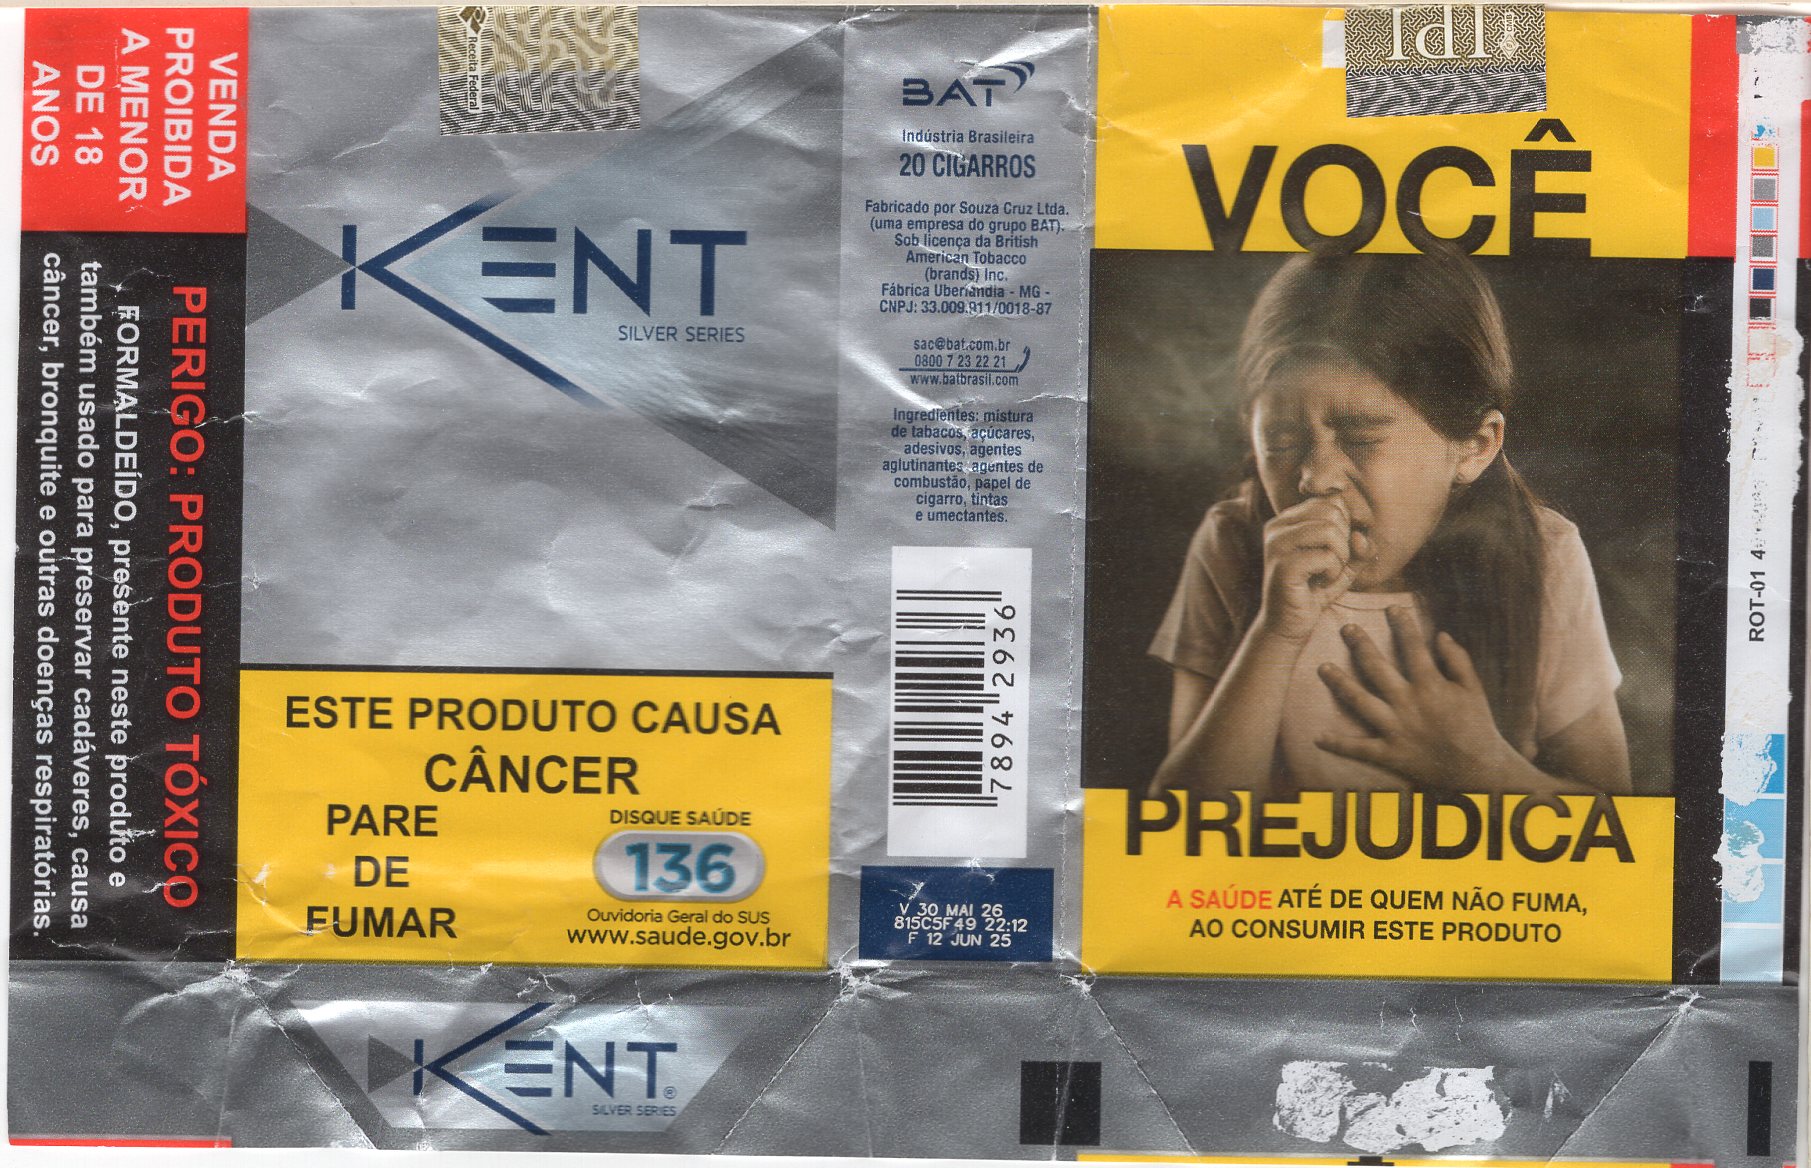 VENDA
PROIBIDA
A MENOR
DE 18
ANOS
PERIGO: PRODUTO TÓXICO
FORMALDEÍDO, presente neste produto e
também usado para preservar cadáveres, causa
câncer, bronquite e outras doenças respiratórias.
Receita Federal
KENT
SILVER SERIES
ESTE PRODUTO CAUSA
CÂNCER
PARE
DE
FUMAR
DISQUE SAÚDE
136
Ouvidoria Geral do SUS
www.saude.gov.br
KENT®
SILVER SERIES
BAT
Indústria Brasileira
20 CIGARROS
Fabricado por Souza Cruz Ltda.
(uma empresa do grupo BAT).
Sob licença da British
American Tobacco
(brands) Inc.
Fábrica Uberlândia - MG -
CNPJ: 33.009.911/0018-87
sac@bat.com.br
0800 7 23 22 21
www.batbrasil.com
Ingredientes: mistura
de tabacos, açúcares,
adesivos, agentes
aglutinantes, agentes de
combustão, papel de
cigarro, tintas
e umectantes.
7894 2936
V 30 MAI 26
815C5F49 22:12
F 12 JUN 25
IPI
VOCÊ
PREJUDICA
A SAÚDE ATÉ DE QUEM NÃO FUMA,
AO CONSUMIR ESTE PRODUTO
ROT-01 4